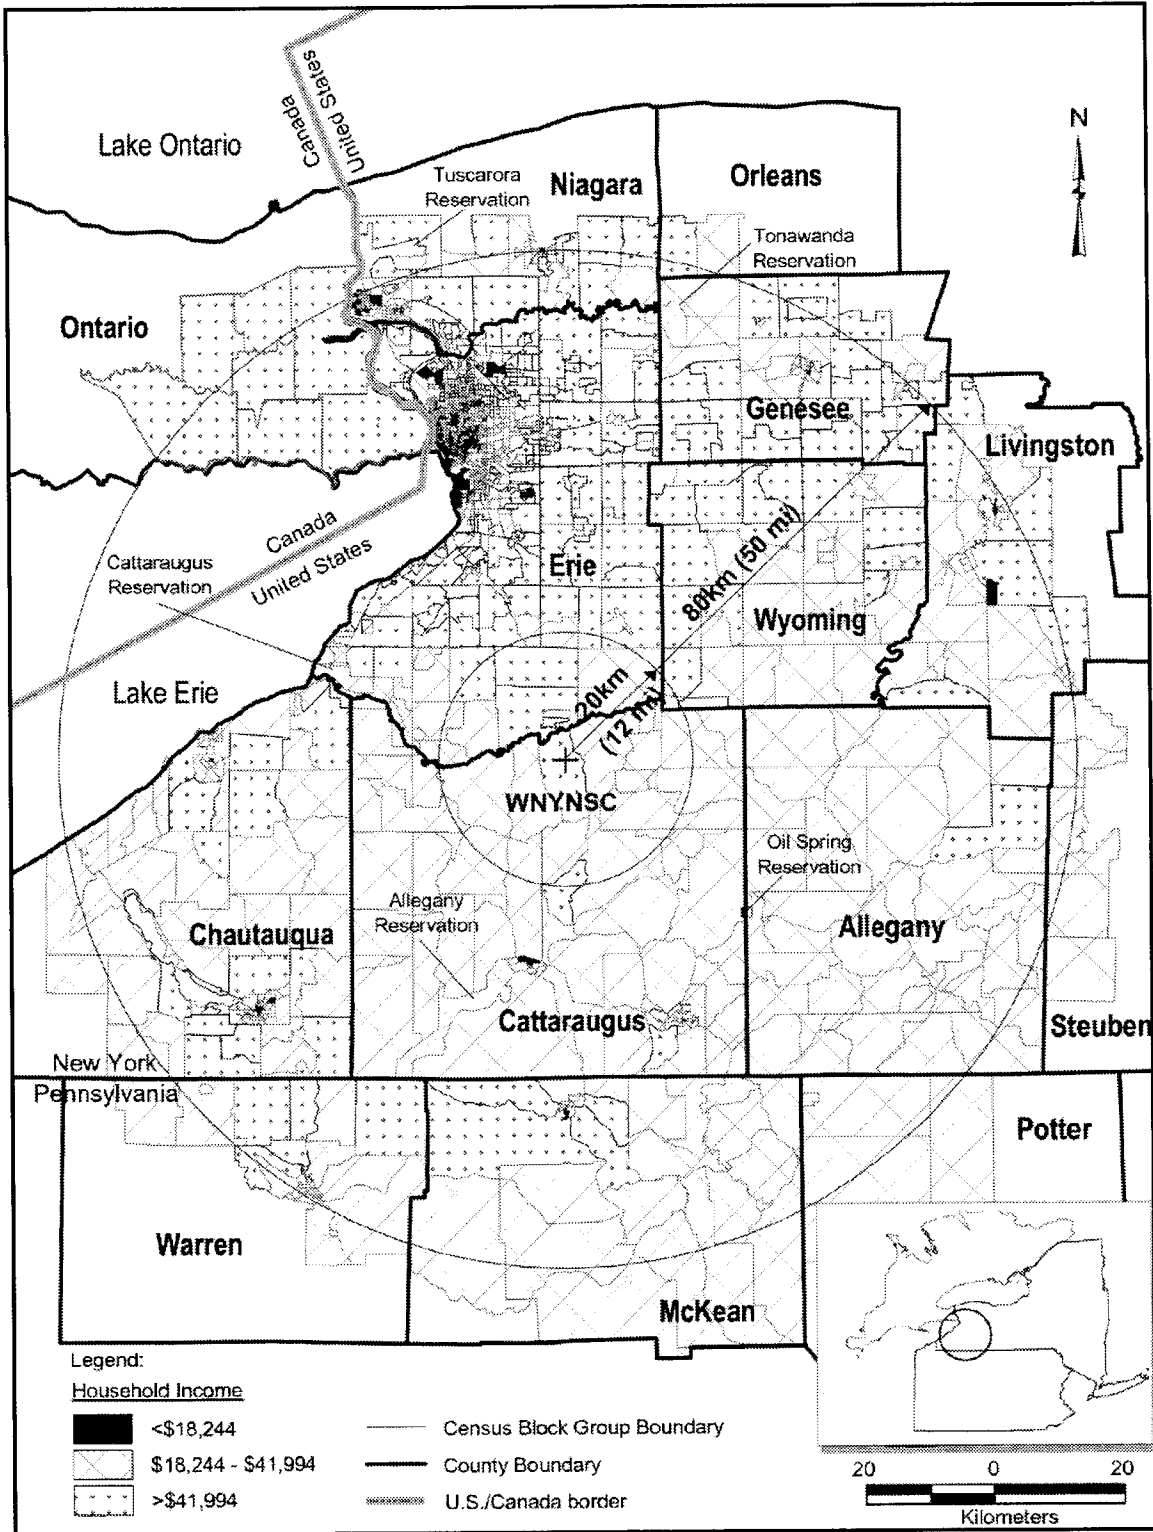 Canada
United States
Lake Ontario
N
Tuscarora
Reservation
Niagara
Orleans
Tonawanda
Reservation
Ontario
Genesee
Livingston
Canada
United States
Cattaraugus
Reservation
Erie
80km (50 mi)
Wyoming
Lake Erie
20km
(12 mi)
WNYNSC
Oil Spring
Reservation
Allegany
Reservation
Chautauqua
Allegany
Cattaraugus
Steuben
New York
Pennsylvania
Potter
Warren
McKean
Legend:
Household Income
<$18,244
$18,244 - $41,994
>$41,994
Census Block Group Boundary
County Boundary
U.S./Canada border
20 0 20
Kilometers